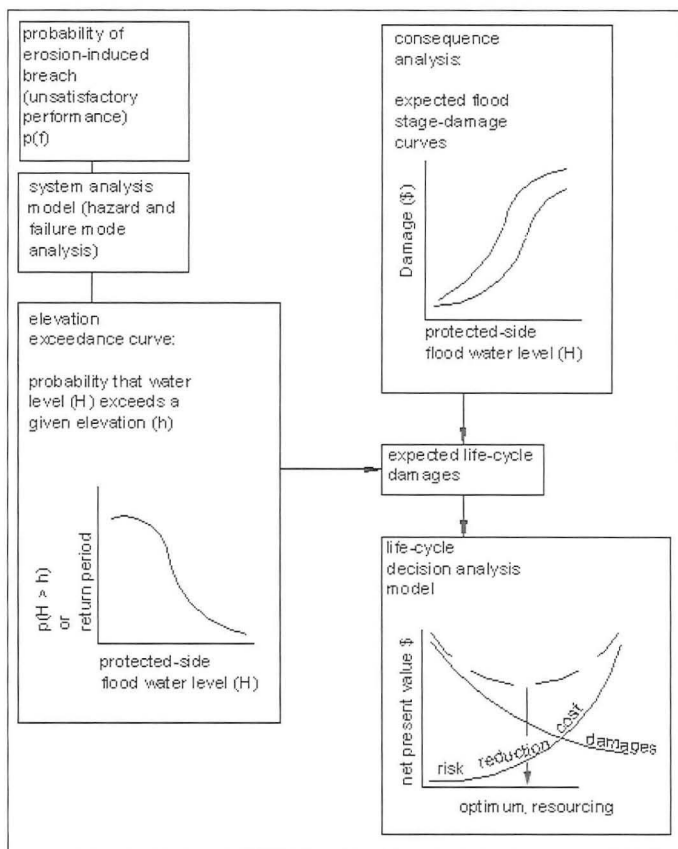 probability of
erosion-induced
breach
(unsatisfactory
performance)
p(f)
system analysis
model (hazard and
failure mode
analysis)
elevation
exceedance curve:
probability that water
level (H) exceeds a
given elevation (h)
p(H > h)
or
return period
protected-side
flood water level (H)
consequence
analysis:
expected flood
stage-damage
curves
Damage ($)
protected-side
flood water level (H)
expected life-cycle
damages
life-cycle
decision analysis
model
net present value $
risk reduction cost
damages
optimum, resourcing